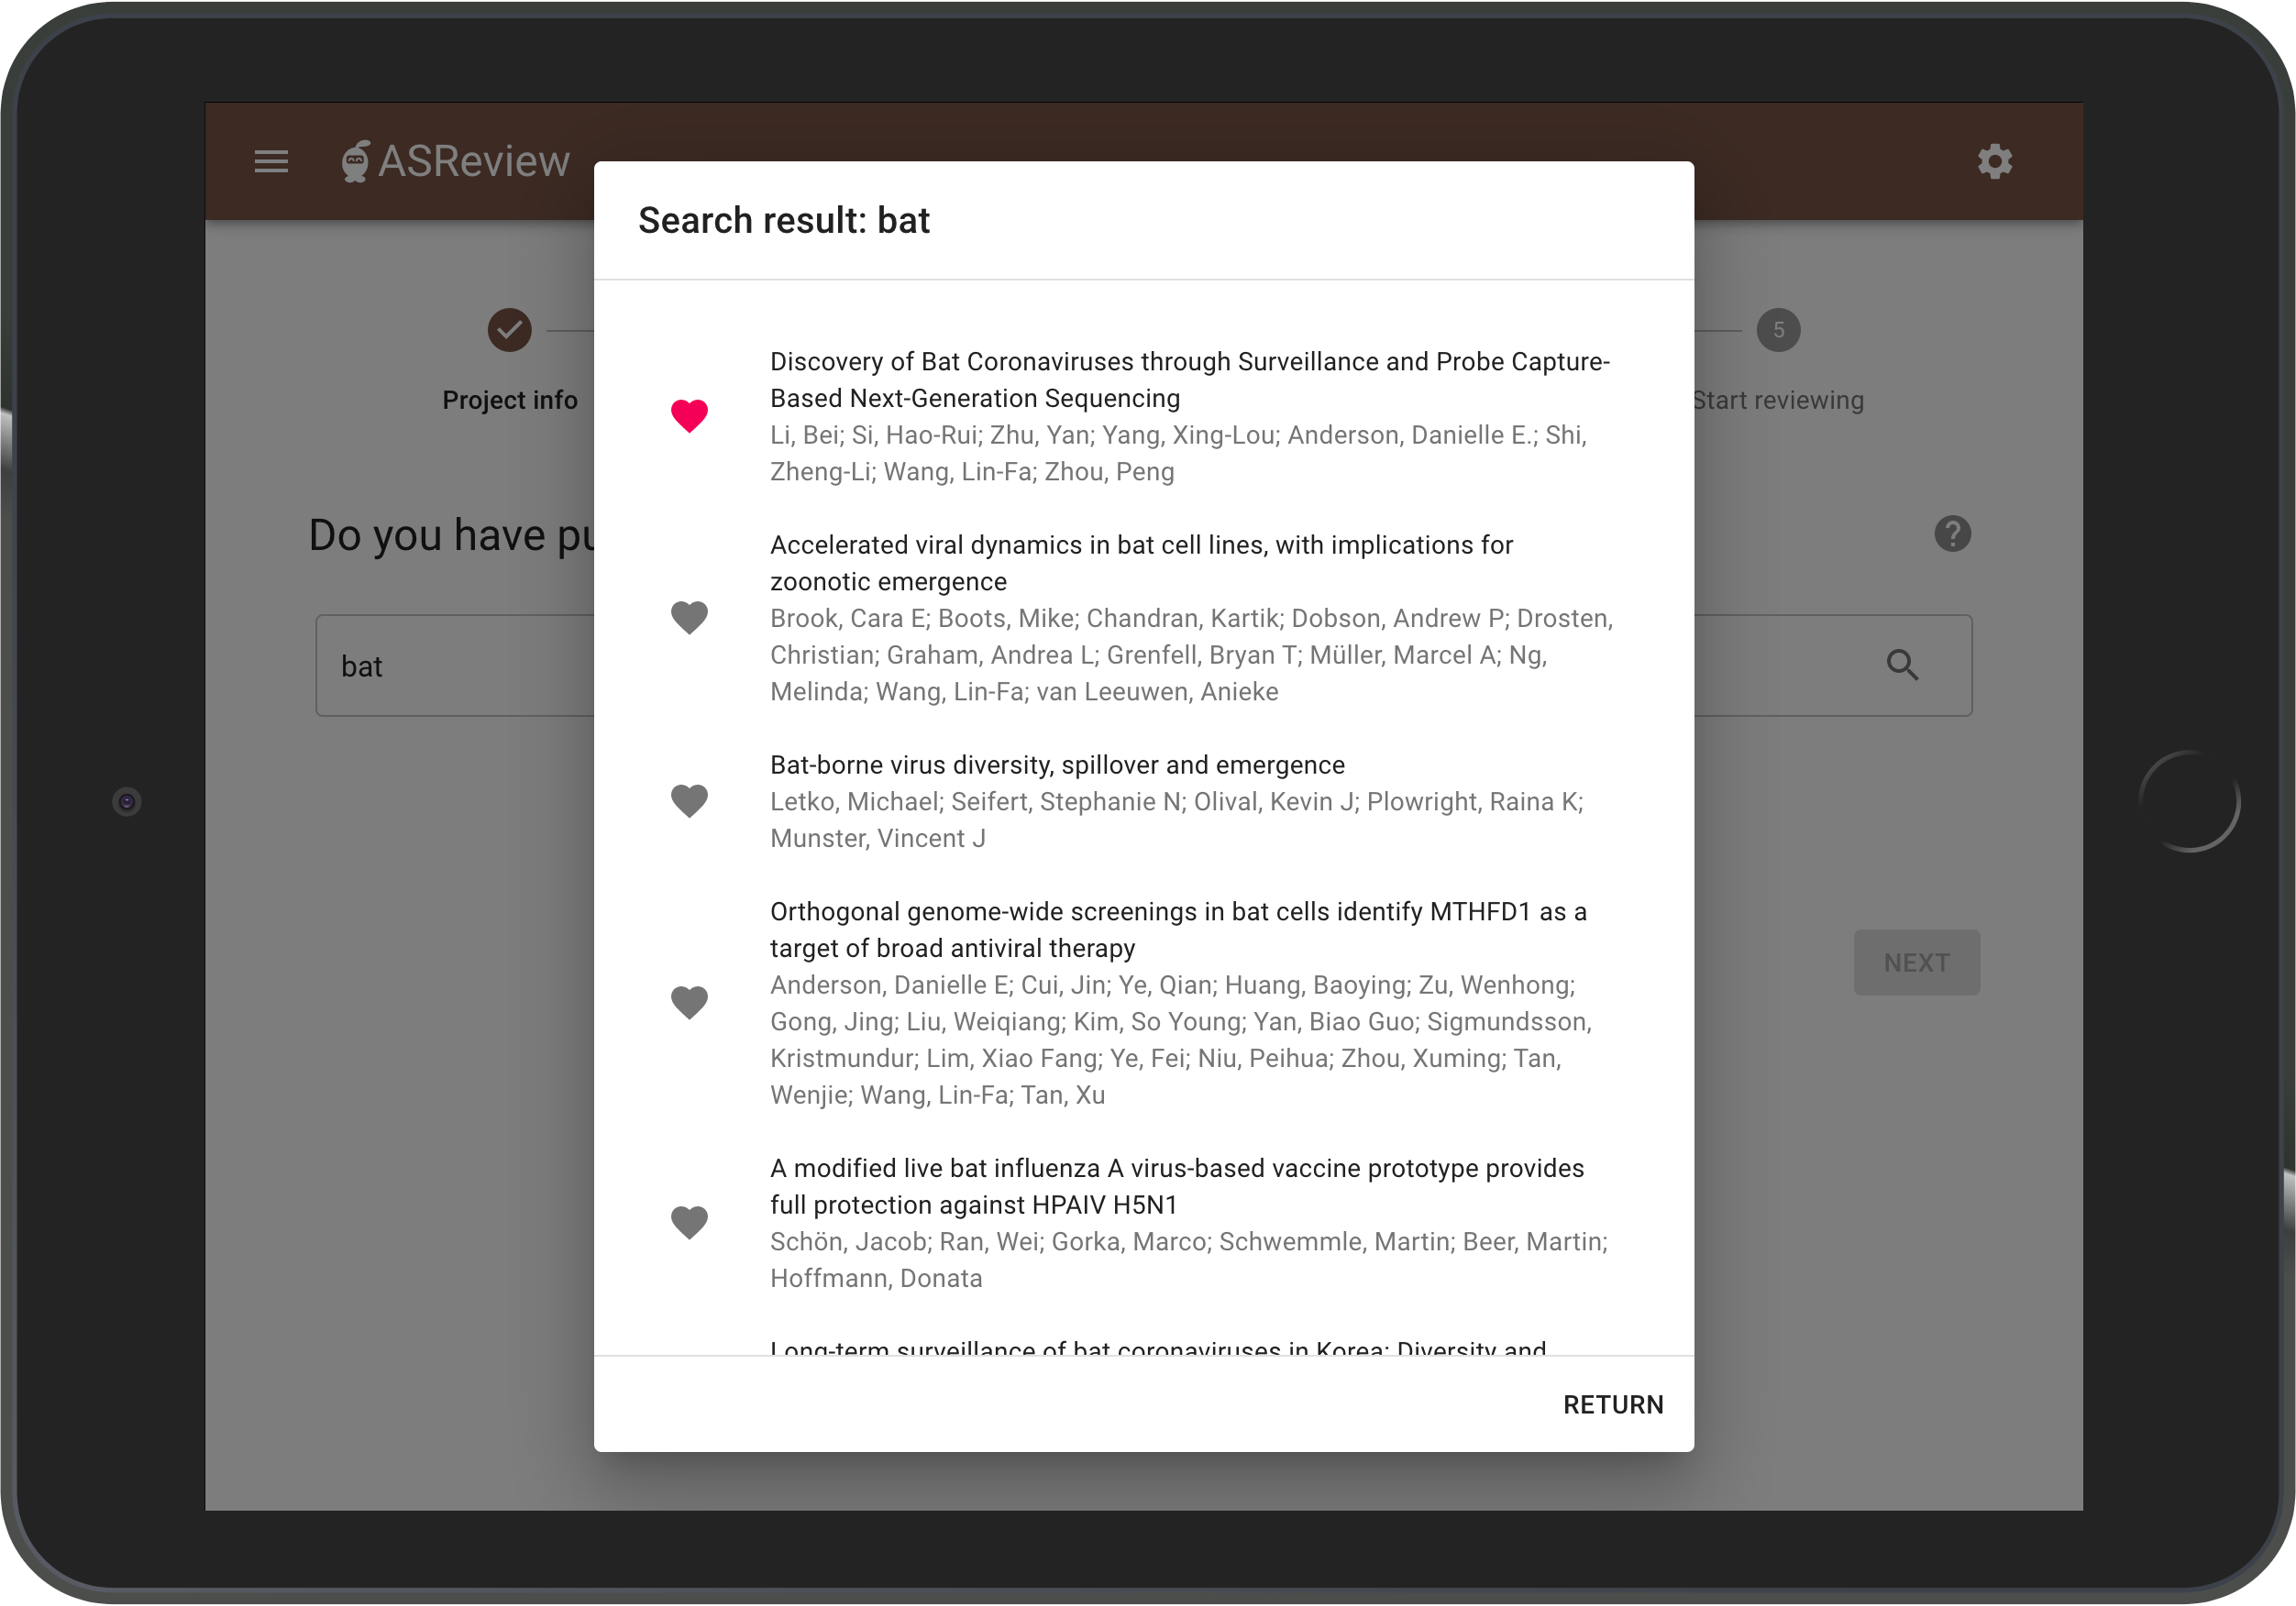 ASReview
Search result: bat
5
Project info
Start reviewing
Do you have pu
?
bat
NEXT
Discovery of Bat Coronaviruses through Surveillance and Probe Capture-
Based Next-Generation Sequencing
Li, Bei; Si, Hao-Rui; Zhu, Yan; Yang, Xing-Lou; Anderson, Danielle E.; Shi,
Zheng-Li; Wang, Lin-Fa; Zhou, Peng
Accelerated viral dynamics in bat cell lines, with implications for
zoonotic emergence
Brook, Cara E; Boots, Mike; Chandran, Kartik; Dobson, Andrew P; Drosten,
Christian; Graham, Andrea L; Grenfell, Bryan T; Müller, Marcel A; Ng,
Melinda; Wang, Lin-Fa; van Leeuwen, Anieke
Bat-borne virus diversity, spillover and emergence
Letko, Michael; Seifert, Stephanie N; Olival, Kevin J; Plowright, Raina K;
Munster, Vincent J
Orthogonal genome-wide screenings in bat cells identify MTHFD1 as a
target of broad antiviral therapy
Anderson, Danielle E; Cui, Jin; Ye, Qian; Huang, Baoying; Zu, Wenhong;
Gong, Jing; Liu, Weiqiang; Kim, So Young; Yan, Biao Guo; Sigmundsson,
Kristmundur; Lim, Xiao Fang; Ye, Fei; Niu, Peihua; Zhou, Xuming; Tan,
Wenjie; Wang, Lin-Fa; Tan, Xu
A modified live bat influenza A virus-based vaccine prototype provides
full protection against HPAIV H5N1
Schön, Jacob; Ran, Wei; Gorka, Marco; Schwemmle, Martin; Beer, Martin;
Hoffmann, Donata
Long-term surveillance of bat coronaviruses in Korea: Diversity and
RETURN